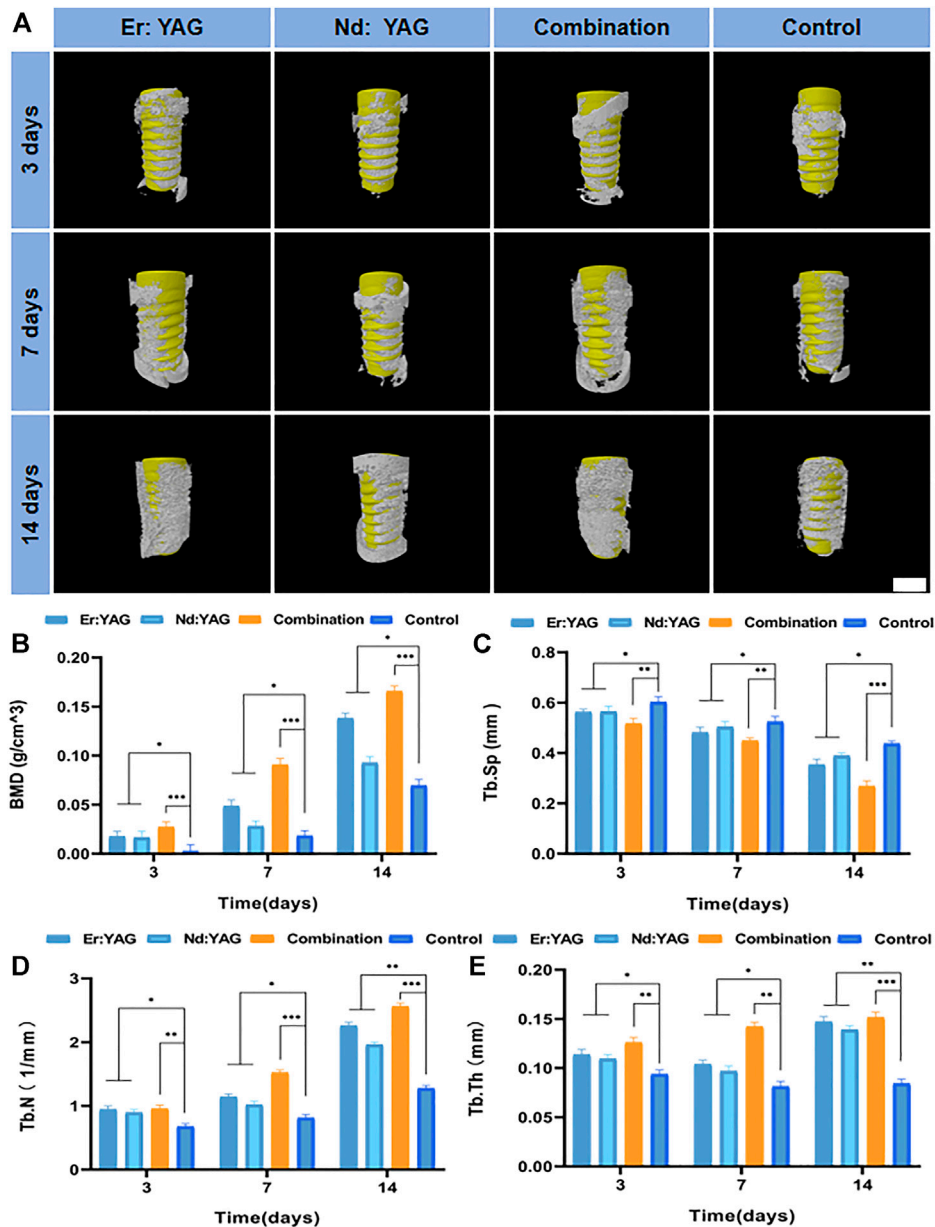 A
Er: YAG
Nd: YAG
Combination
Control
3 days
7 days
14 days
B
Er:YAG Nd:YAG Combination Control
BMD (g/cm^3)
0.20
0.15
0.10
0.05
0.00
*
***
*
***
*
***
3 7 14
Time(days)
C
Er:YAG Nd:YAG Combination Control
Tb.Sp (mm)
0.8
0.6
0.4
0.2
0.0
*
**
*
**
*
***
3 7 14
Time(days)
D
Er:YAG Nd:YAG Combination Control
Tb.N ( 1/mm)
3
2
1
0
*
**
*
***
**
***
3 7 14
Time(days)
E
Er:YAG Nd:YAG Combination Control
Tb.Th (mm)
0.20
0.15
0.10
0.05
0.00
*
**
*
**
**
***
3 7 14
Time(days)